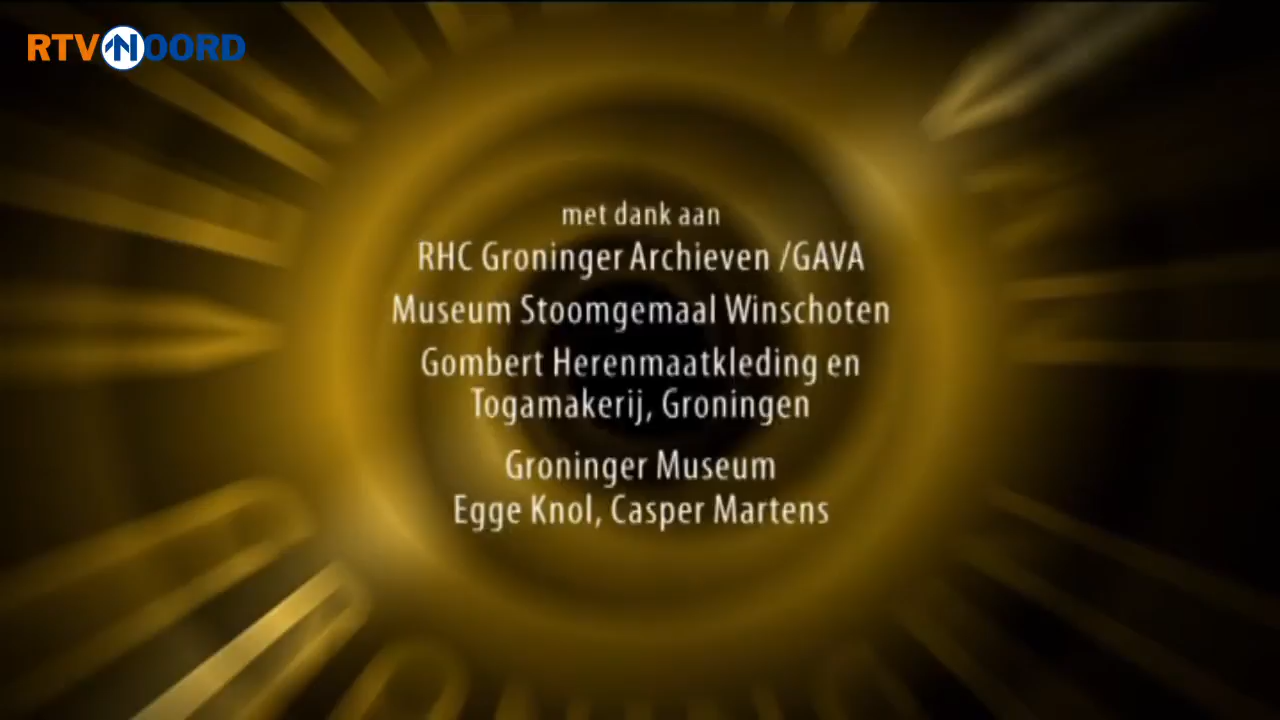 RTV NOORD
met dank aan
RHC Groninger Archieven /GAVA
Museum Stoomgemaal Winschoten
Gombert Herenmaatkleding en
Togamakerij, Groningen
Groninger Museum
Egge Knol, Casper Martens